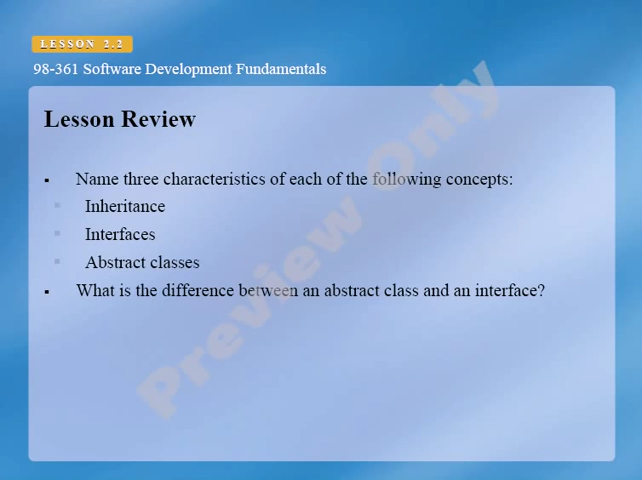 LESSON 2.2
98-361 Software Development Fundamentals
Lesson Review
Name three characteristics of each of the following concepts:
Inheritance
Interfaces
Abstract classes
What is the difference between an abstract class and an interface?
Preview Only